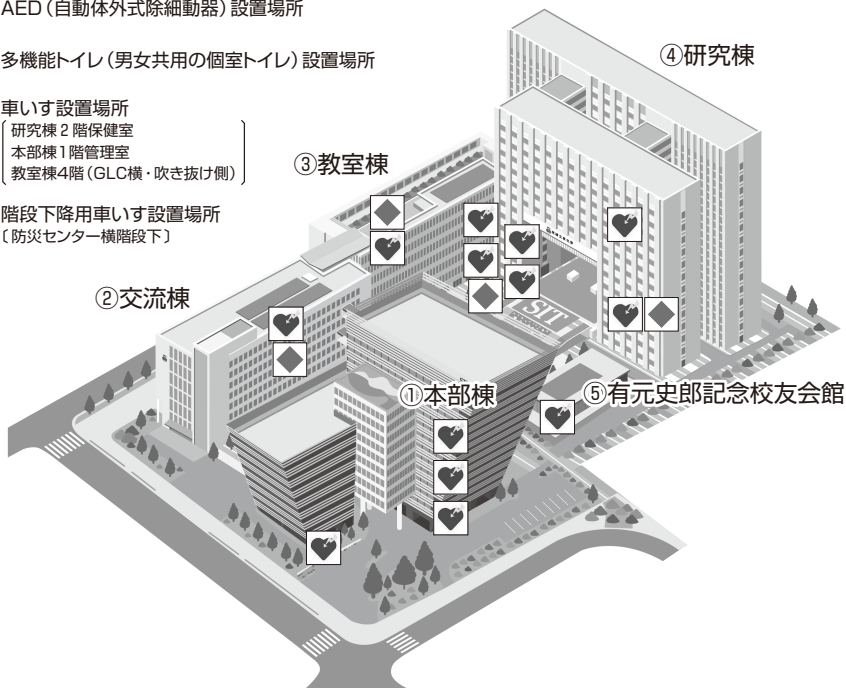 AED(自動体外式除細動器)設置場所
多機能トイレ(男女共用の個室トイレ)設置場所
車いす設置場所
研究棟2階保健室
本部棟1階管理室
教室棟4階(GLC横・吹き抜け側)
階段下降用車いす設置場所
〔防災センター横階段下〕
④研究棟
③教室棟
②交流棟
①本部棟
⑤有元史郎記念校友会館
SIT